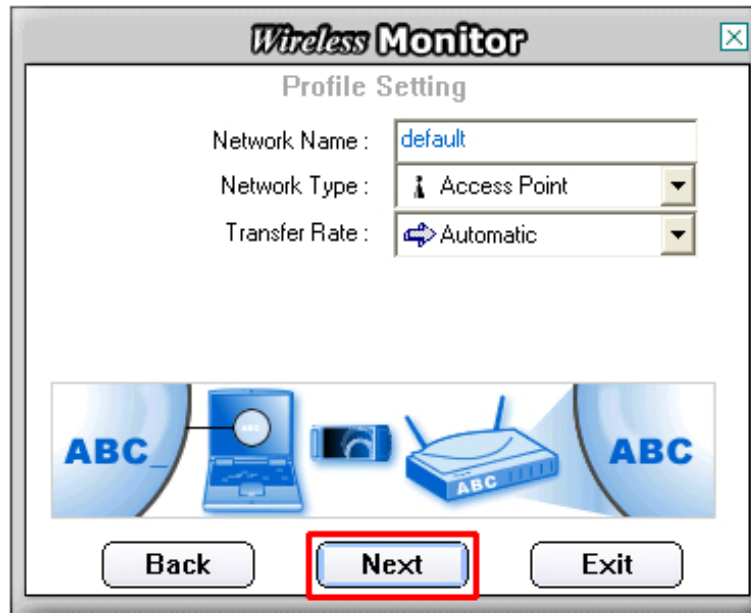 Wireless Monitor
Profile Setting
Network Name : default
Network Type : Access Point
Transfer Rate : Automatic
ABC_ ABC ABC ABC
Back Next Exit